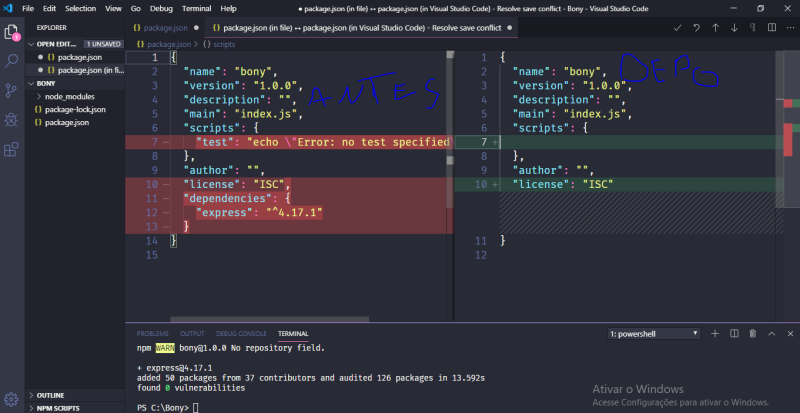 File Edit Selection View Go Debug Terminal Help
● package.json (in file) ↔ package.json (in Visual Studio Code) - Resolve save conflict - Bony - Visual Studio Code
EXPLORER
OPEN EDIT... 1 UNSAVED
package.json
package.json (in fi...
BONY
node_modules
package-lock.json
package.json
OUTLINE
NPM SCRIPTS
1
package.json ●
package.json (in file) ↔ package.json (in Visual Studio Code) - Resolve save conflict ●
package.json > {} scripts
1 {
2 "name": "bony",
3 "version": "1.0.0",
4 "description": "",
5 "main": "index.js",
6 "scripts": {
7 - "test": "echo \"Error: no test specified
8 },
9 "author": "",
10 - "license": "ISC",
11 - "dependencies": {
12 - "express": "^4.17.1"
13 - }
14 }
15
ANTES
1 {
2 "name": "bony",
3 "version": "1.0.0",
4 "description": "",
5 "main": "index.js",
6 "scripts": {
7 +
8 },
9 "author": "",
10 + "license": "ISC"
11 }
12
DEPO
PROBLEMS OUTPUT DEBUG CONSOLE TERMINAL
1: powershell
npm WARN bony@1.0.0 No repository field.
+ express@4.17.1
added 50 packages from 37 contributors and audited 126 packages in 13.592s
found 0 vulnerabilities
PS C:\Bony>
Ativar o Windows
Acesse Configurações para ativar o Windows.